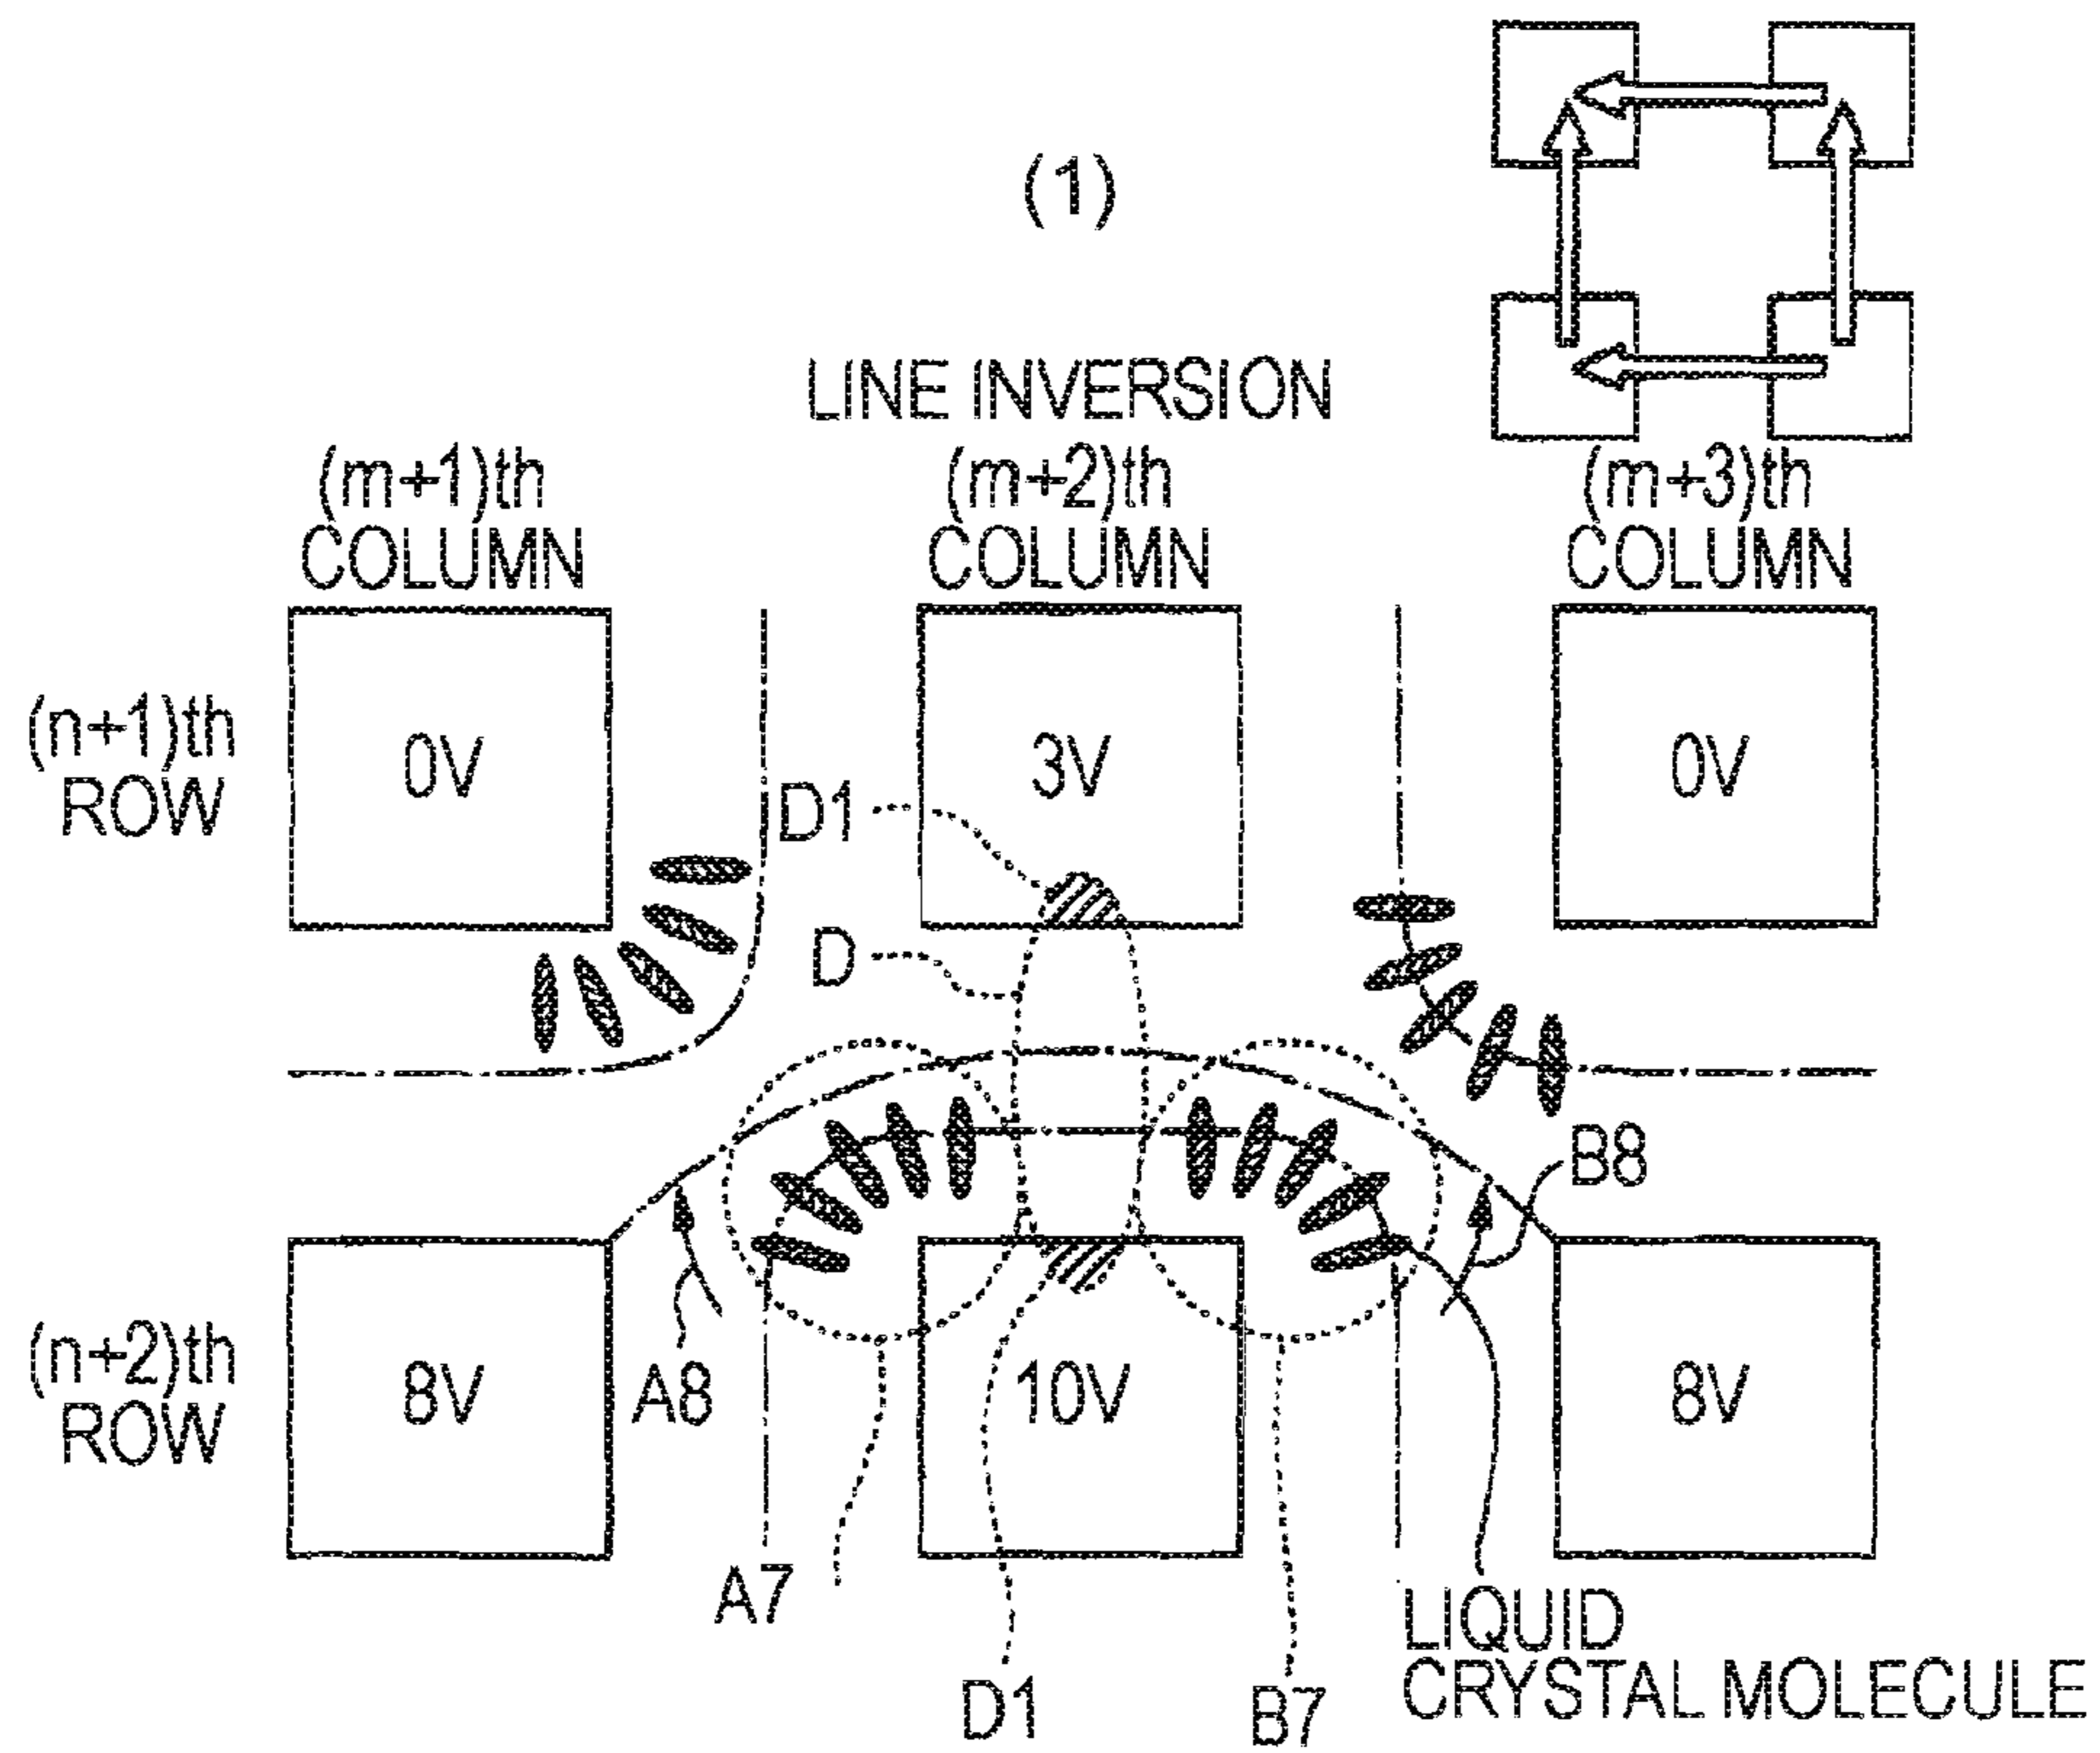 (1)
LINE INVERSION
(m+1)th
COLUMN
(m+2)th
COLUMN
(m+3)th
COLUMN
(n+1)th
ROW
0V
3V
0V
D1
D
B8
(n+2)th
ROW
8V
A8
10V
8V
A7
D1
B7
LIQUID
CRYSTAL MOLECULE